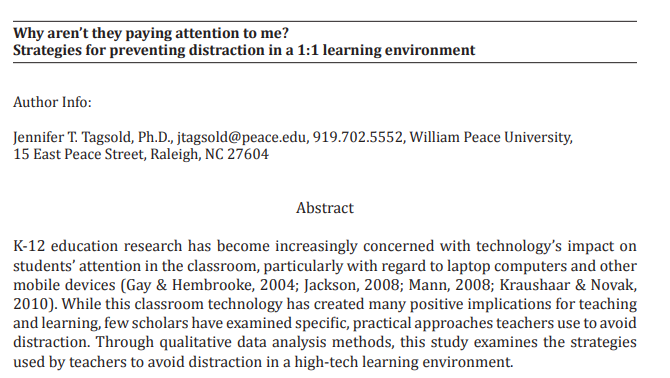 Why aren’t they paying attention to me?
Strategies for preventing distraction in a 1:1 learning environment
Author Info:
Jennifer T. Tagsold, Ph.D., jtagsold@peace.edu, 919.702.5552, William Peace University,
15 East Peace Street, Raleigh, NC 27604
Abstract
K-12 education research has become increasingly concerned with technology’s impact on
students’ attention in the classroom, particularly with regard to laptop computers and other
mobile devices (Gay & Hembrooke, 2004; Jackson, 2008; Mann, 2008; Kraushaar & Novak,
2010). While this classroom technology has created many positive implications for teaching
and learning, few scholars have examined specific, practical approaches teachers use to avoid
distraction. Through qualitative data analysis methods, this study examines the strategies
used by teachers to avoid distraction in a high-tech learning environment.